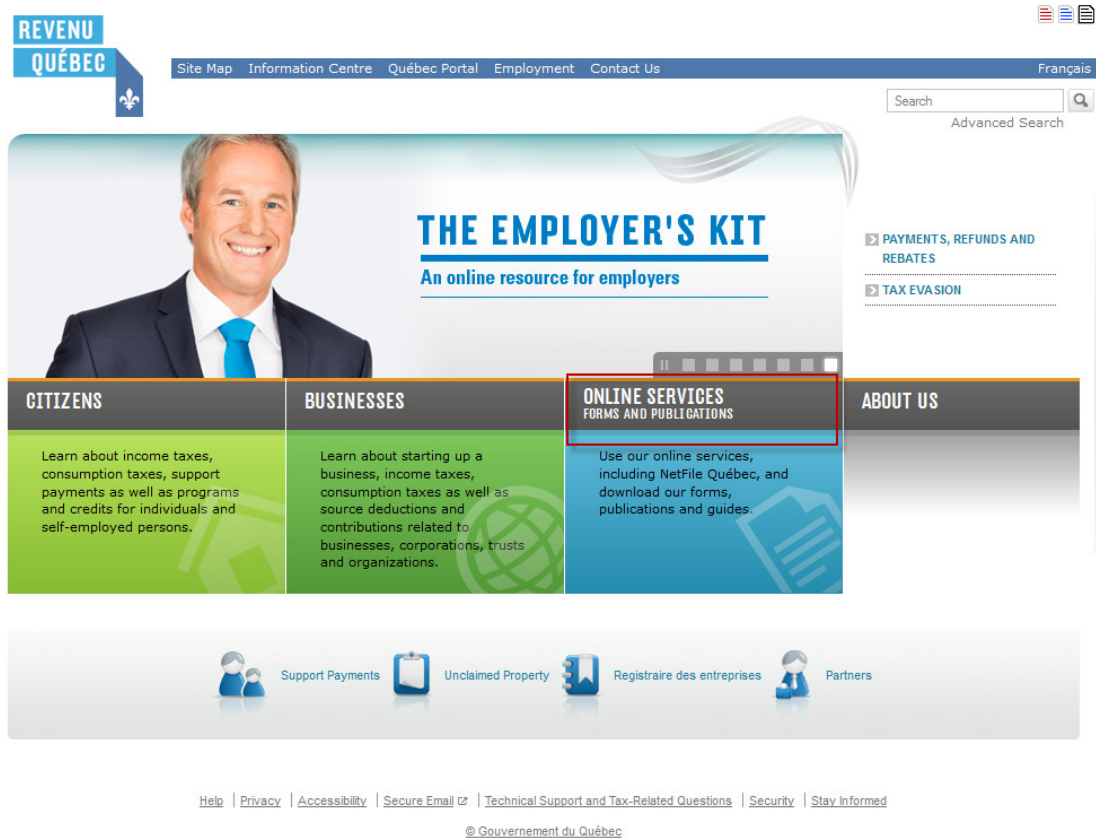 REVENU
QUÉBEC
Site Map Information Centre Québec Portal Employment Contact Us Français
Search
Advanced Search
THE EMPLOYER'S KIT
An online resource for employers
PAYMENTS, REFUNDS AND
REBATES
TAX EVASION
CITIZENS
Learn about income taxes,
consumption taxes, support
payments as well as programs
and credits for individuals and
self-employed persons.
BUSINESSES
Learn about starting up a
business, income taxes,
consumption taxes as well as
source deductions and
contributions related to
businesses, corporations, trusts
and organizations.
ONLINE SERVICES
FORMS AND PUBLICATIONS
Use our online services,
including NetFile Québec, and
download our forms,
publications and guides.
ABOUT US
Support Payments Unclaimed Property Registraire des entreprises Partners
Help | Privacy | Accessibility | Secure Email | Technical Support and Tax-Related Questions | Security | Stay Informed
© Gouvernement du Québec